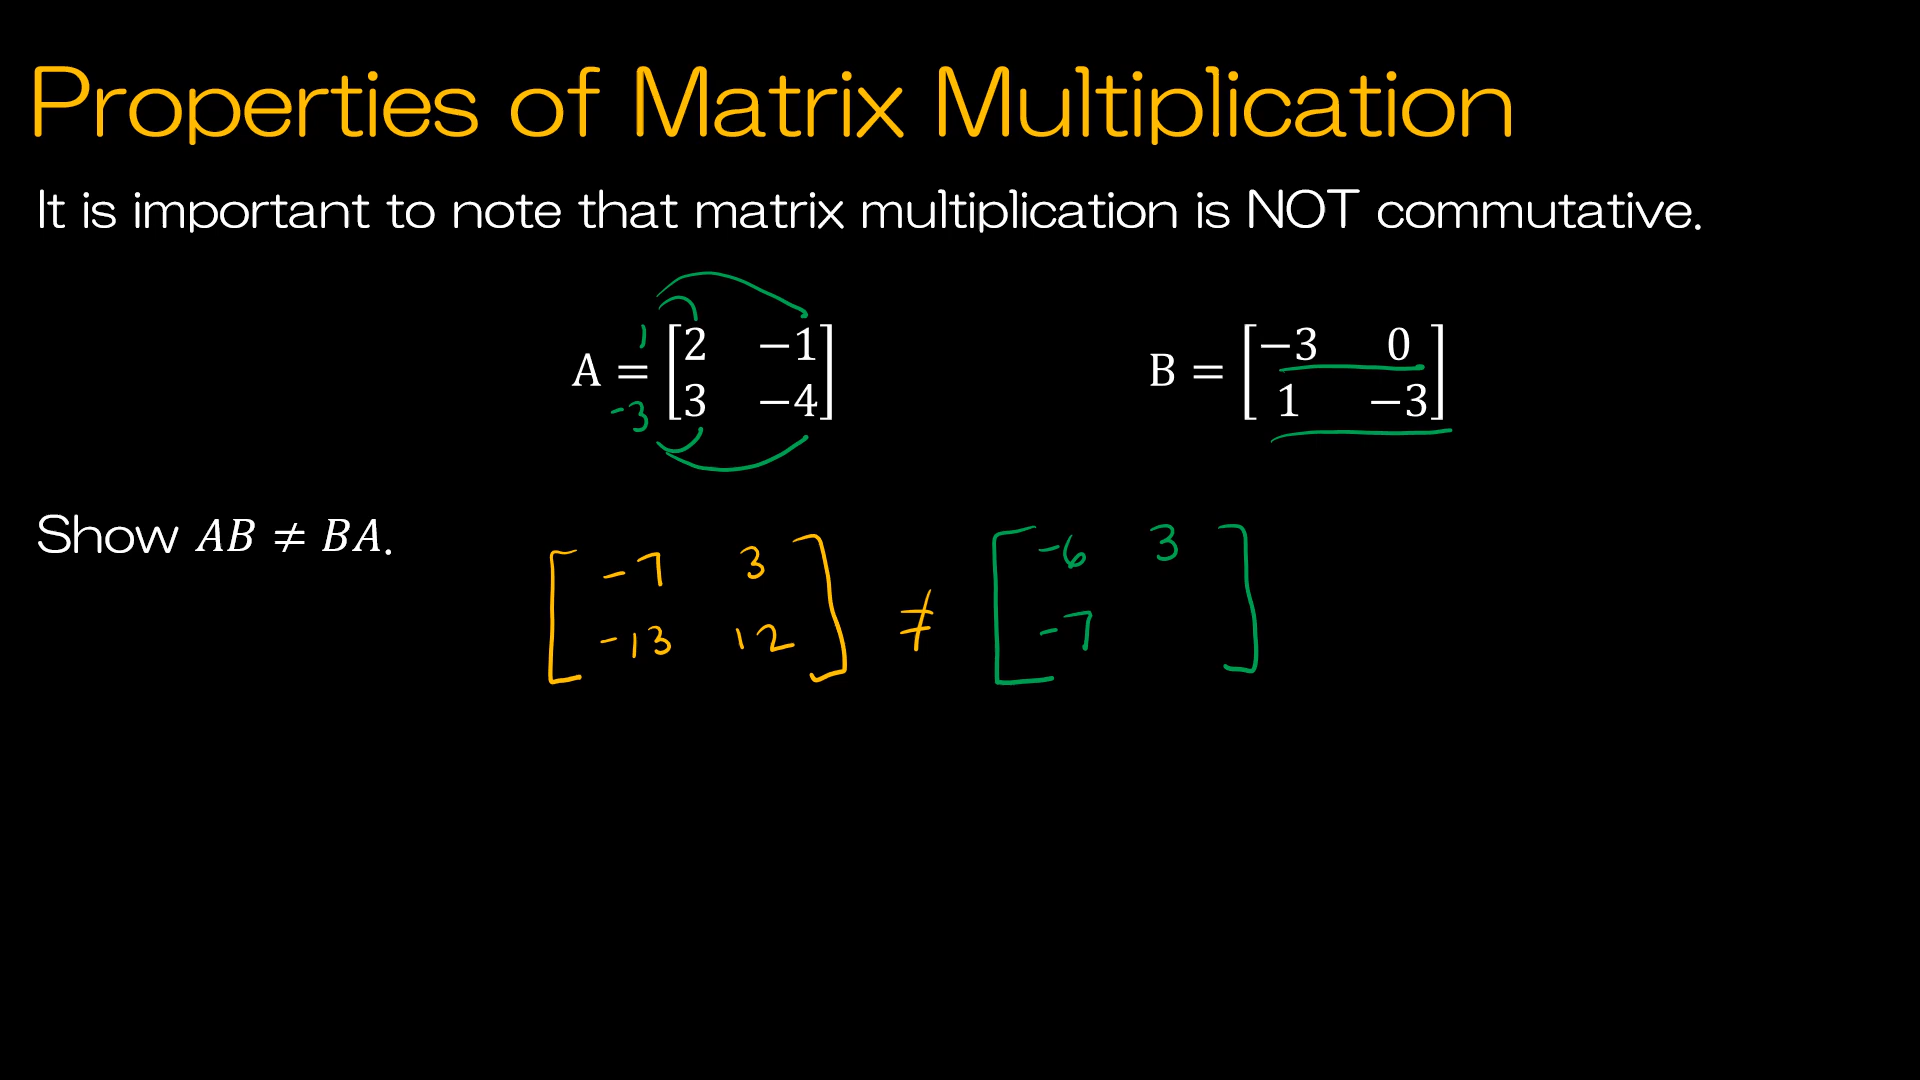 Properties of Matrix Multiplication
It is important to note that matrix multiplication is NOT commutative.
1
A = [2 −1
3 −4]
-3
B = [−3 0
1 −3]
Show AB ≠ BA.
[-7 3
-13 12] ≠ [-6 3
-7 ]